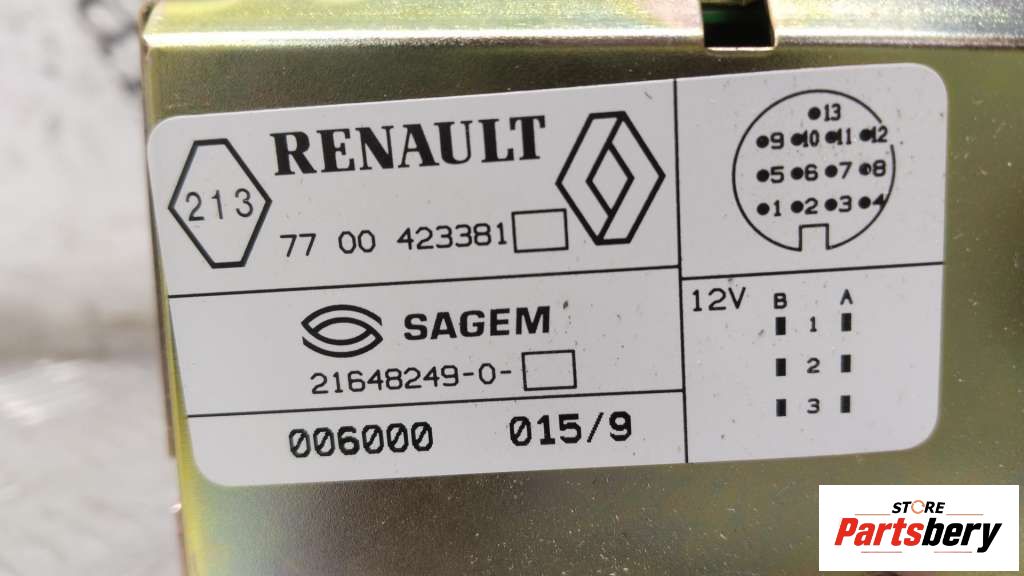 213
RENAULT
77 00 423381
SAGEM
21648249-0-
006000 015/9
13
9 10 11 12
5 6 7 8
1 2 3 4
12V B A
1
2
3
STORE
Partsbery